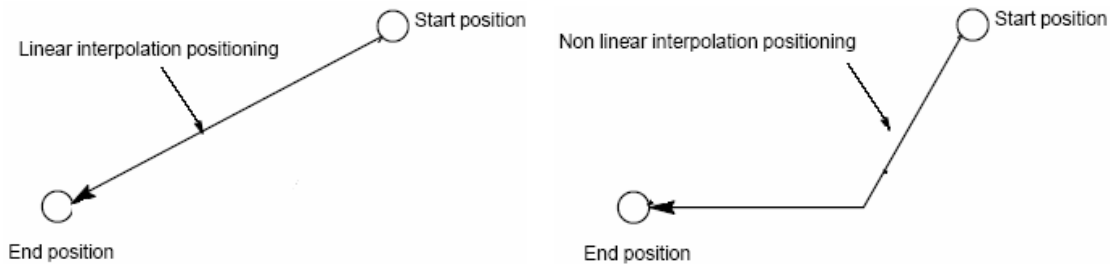 Start position
Linear interpolation positioning
End position
Start position
Non linear interpolation positioning
End position